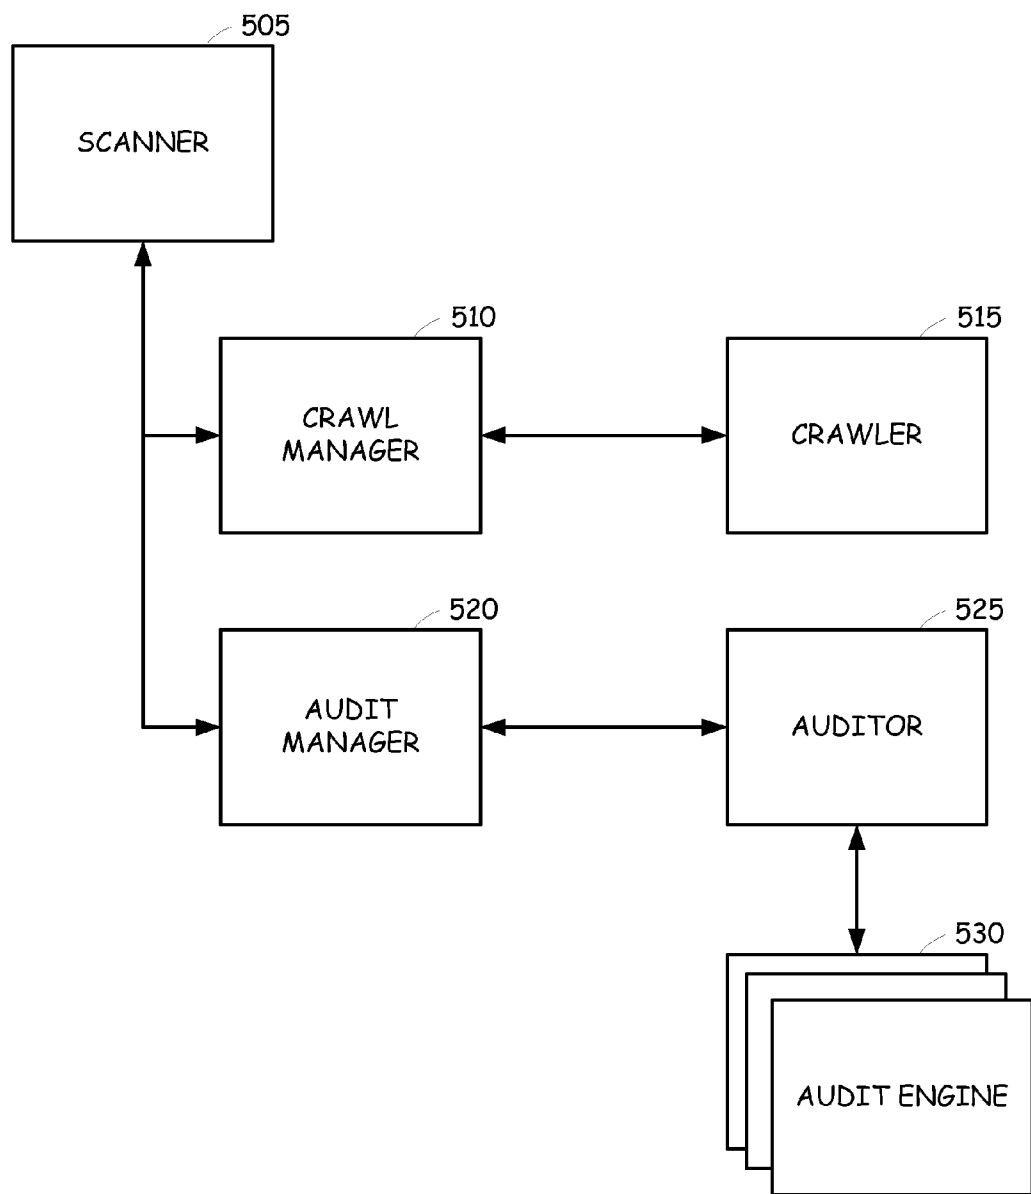 505
SCANNER
510
CRAWL
MANAGER
515
CRAWLER
520
AUDIT
MANAGER
525
AUDITOR
530
AUDIT ENGINE